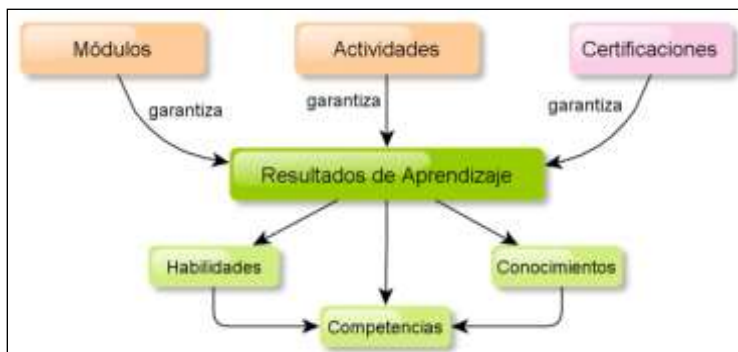 Módulos
Actividades
Certificaciones
garantiza
garantiza
garantiza
Resultados de Aprendizaje
Habilidades
Conocimientos
Competencias